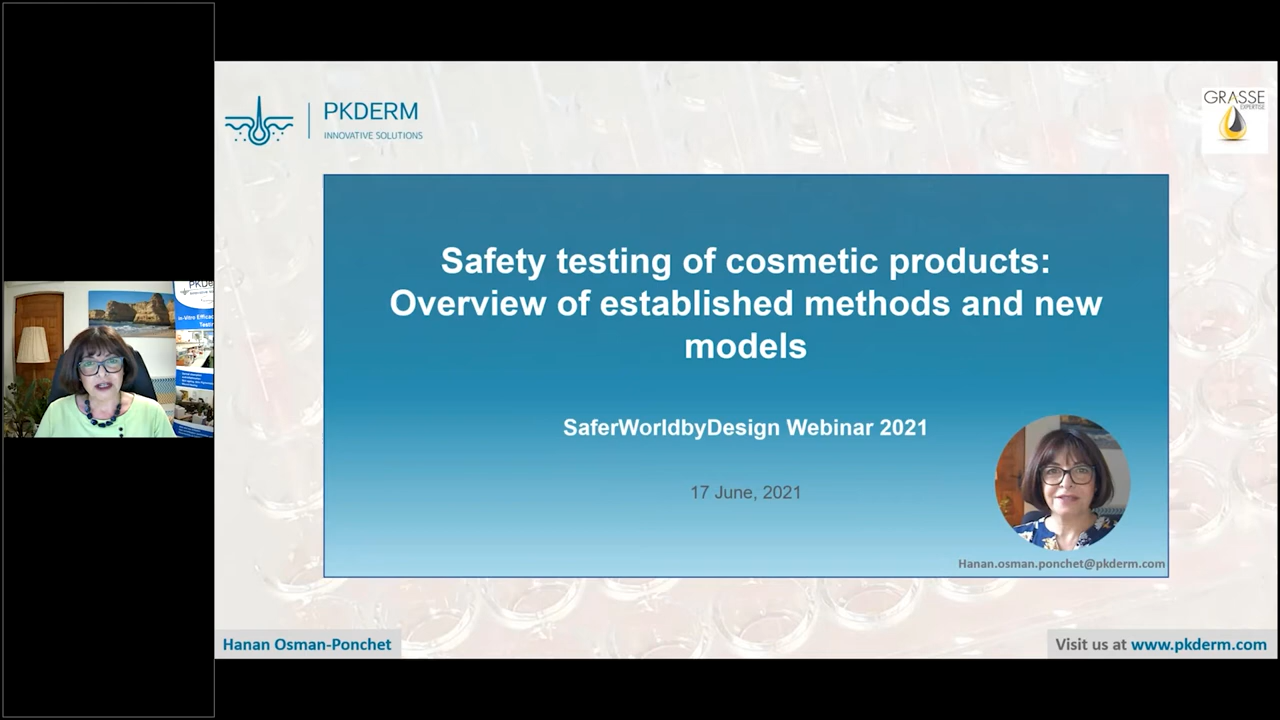 PKDERM
INNOVATIVE SOLUTIONS
GRASSE
EXPERTISE
Safety testing of cosmetic products:
Overview of established methods and new
models
SaferWorldbyDesign Webinar 2021
17 June, 2021
Hanan.osman.ponchet@pkderm.com
Hanan Osman-Ponchet
Visit us at www.pkderm.com